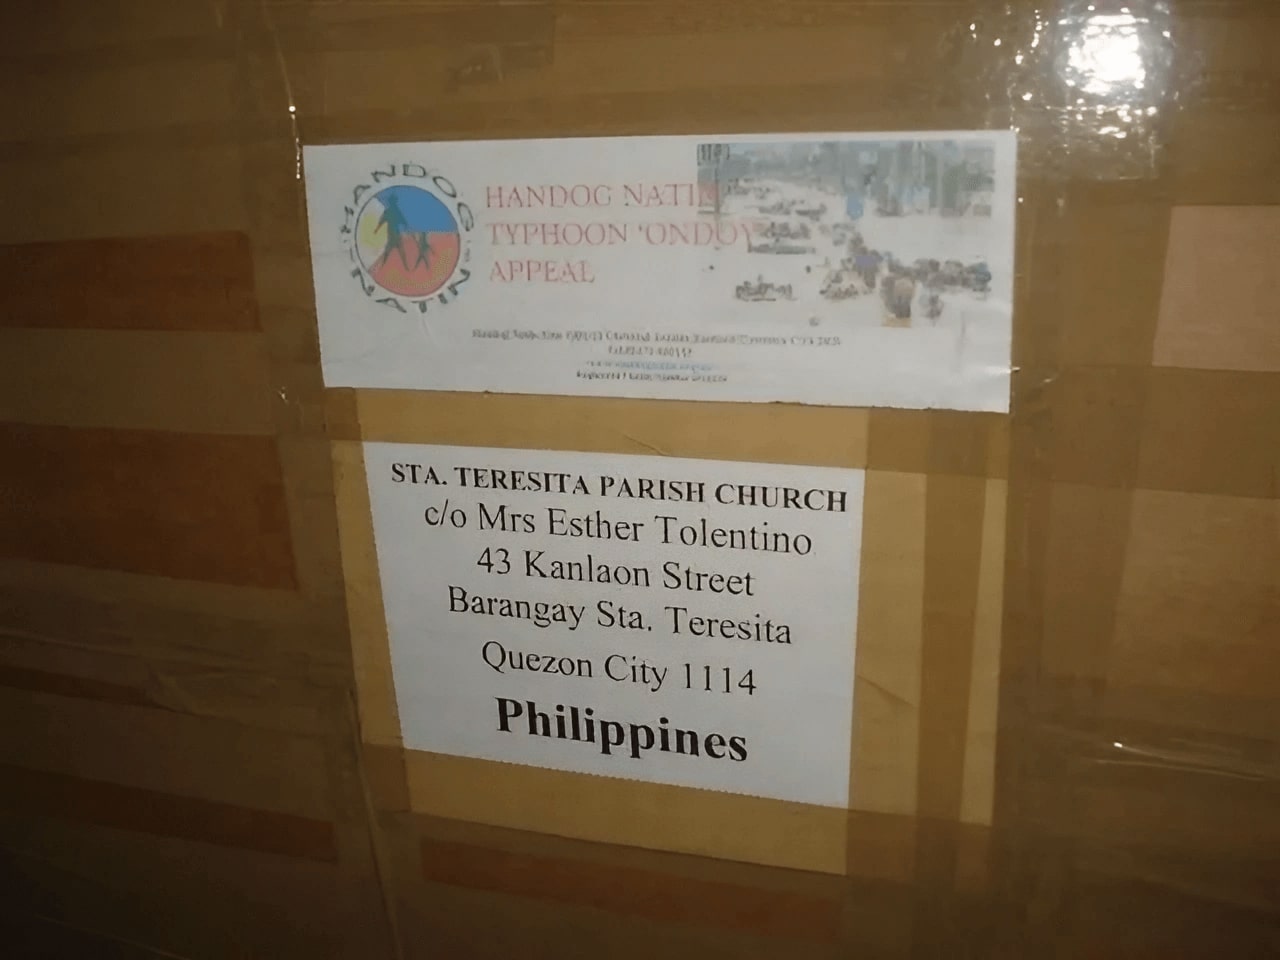 HANDOG NATIN
HANDOG NATIN
TYPHOON 'ONDOY
APPEAL
STA. TERESITA PARISH CHURCH
c/o Mrs Esther Tolentino
43 Kanlaon Street
Barangay Sta. Teresita
Quezon City 1114
Philippines